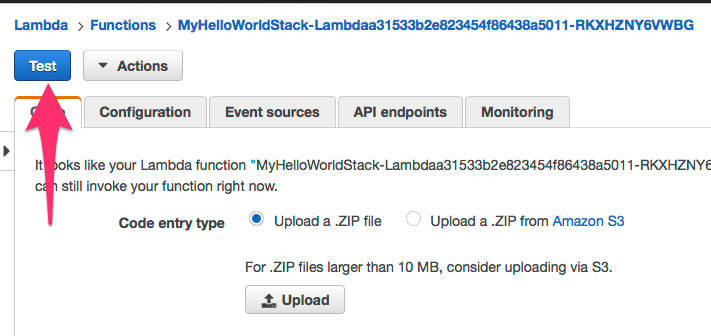 Lambda > Functions > MyHelloWorldStack-Lambdaa31533b2e823454f86438a5011-RKXHZNY6VWBG
Test Actions
Configuration Event sources API endpoints Monitoring
It looks like your Lambda function "MyHelloWorldStack-Lambdaa31533b2e823454f86438a5011-RKXHZNY6
can still invoke your function right now.
Code entry type Upload a .ZIP file Upload a .ZIP from Amazon S3
For .ZIP files larger than 10 MB, consider uploading via S3.
Upload